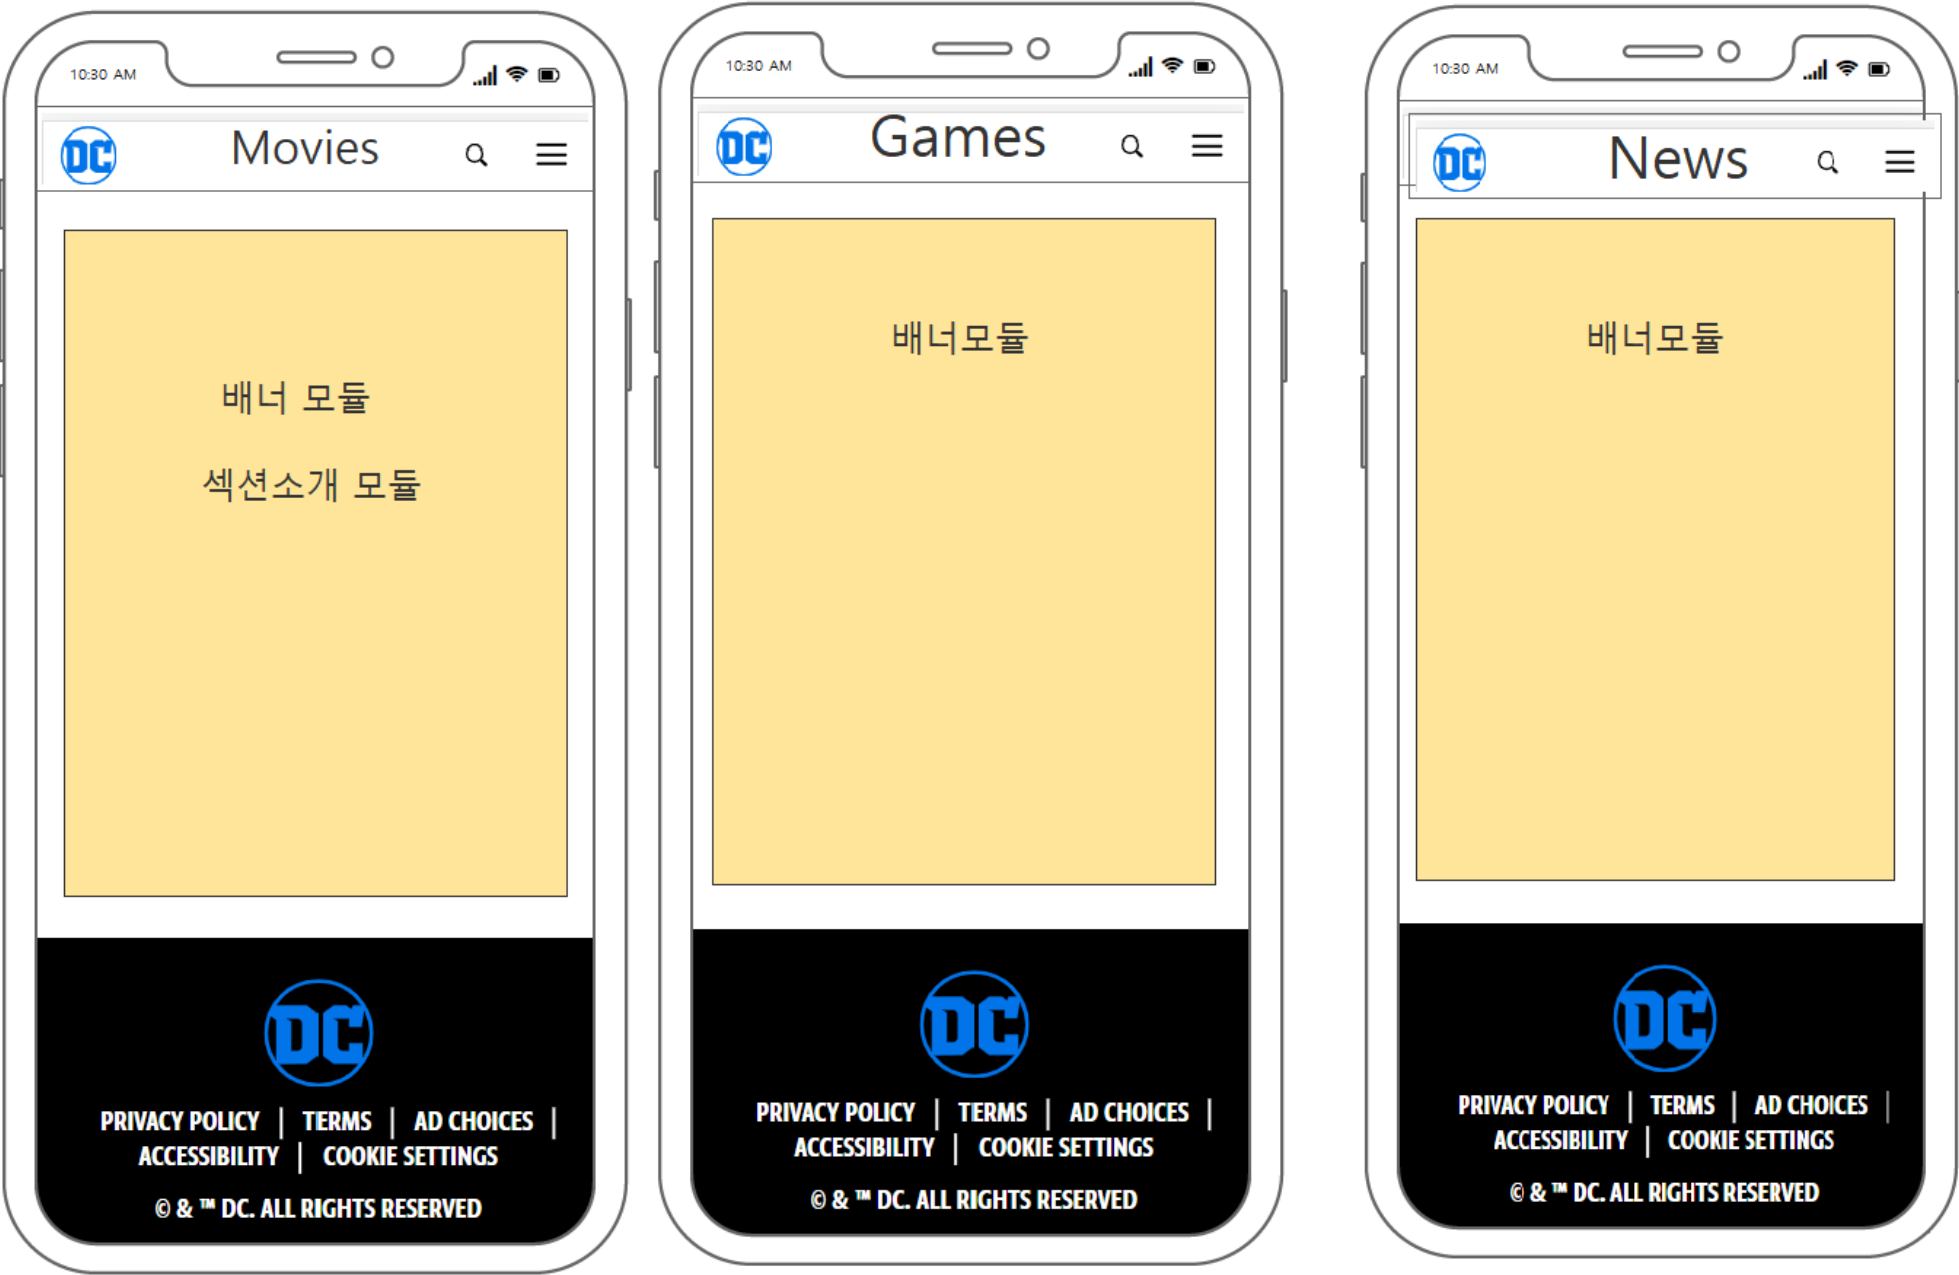 10:30 AM
DC
Movies
배너 모듈
섹션소개 모듈
DC
PRIVACY POLICY | TERMS | AD CHOICES |
ACCESSIBILITY | COOKIE SETTINGS
© & ™ DC. ALL RIGHTS RESERVED
10:30 AM
DC
Games
배너모듈
DC
PRIVACY POLICY | TERMS | AD CHOICES |
ACCESSIBILITY | COOKIE SETTINGS
© & ™ DC. ALL RIGHTS RESERVED
10:30 AM
DC
News
배너모듈
DC
PRIVACY POLICY | TERMS | AD CHOICES |
ACCESSIBILITY | COOKIE SETTINGS
© & ™ DC. ALL RIGHTS RESERVED